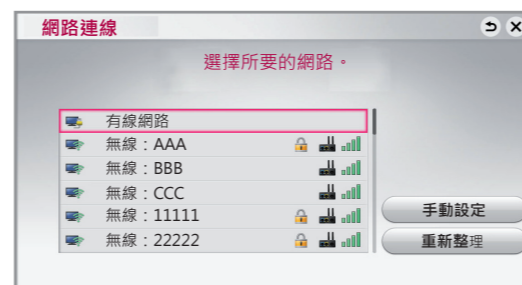 網路連線
選擇所要的網路。
有線網路
無線：AAA
無線：BBB
無線：CCC
無線：11111
無線：22222
手動設定
重新整理